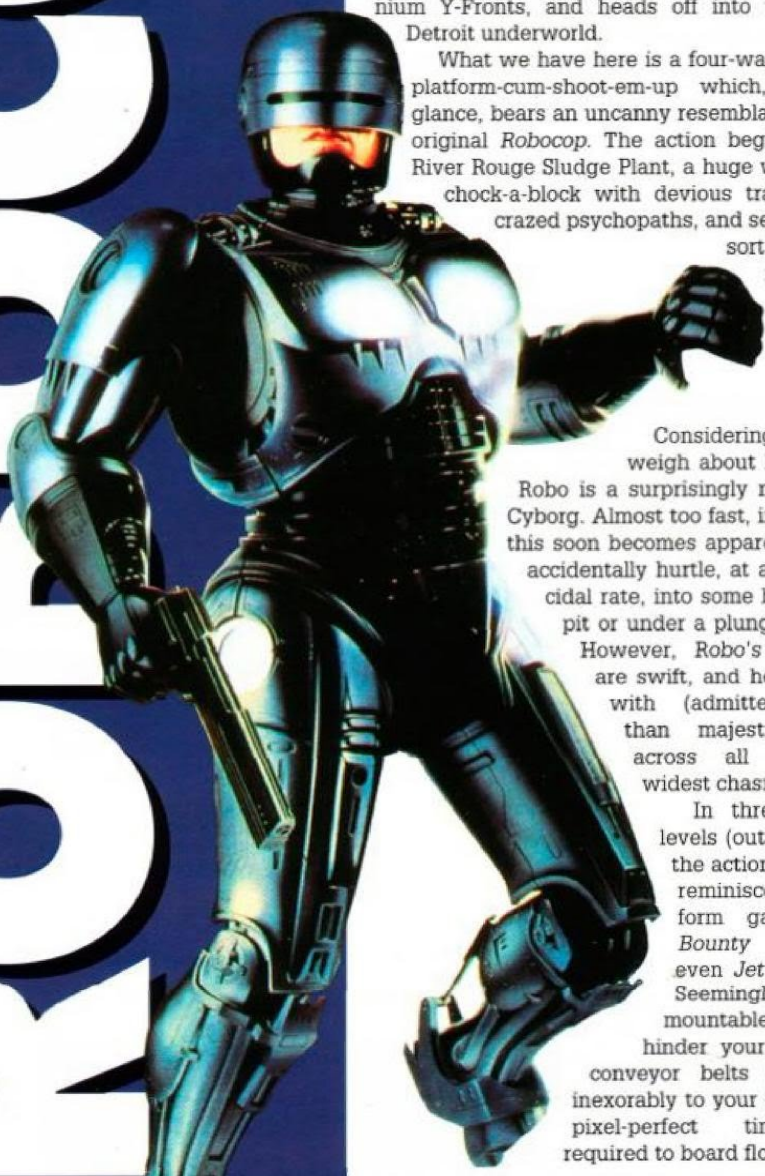 nium Y-Fronts, and heads off into
Detroit underworld.
What we have here is a four-wa
platform-cum-shoot-em-up which,
glance, bears an uncanny resembla
original Robocop. The action beg
River Rouge Sludge Plant, a huge w
chock-a-block with devious tra
crazed psychopaths, and se
sort
Considering
weigh about
Robo is a surprisingly
Cyborg. Almost too fast, i
this soon becomes appare
accidentally hurtle, at a
cidal rate, into some
pit or under a plung
However, Robo's
are swift, and he
with (admitte
than majest
across all
widest chasr
In thre
levels (out
the action
reminisce
form ga
Bounty
even Jet
Seemingl
mountable
hinder your
conveyor belts
inexorably to your
pixel-perfect tin
required to board flo